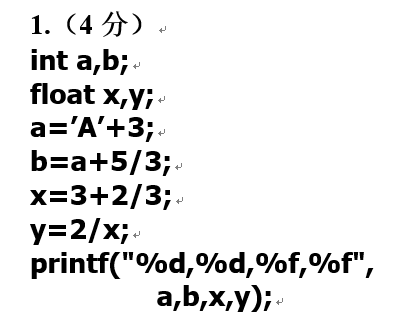 1.（4 分）
int a,b;
float x,y;
a=’A’+3;
b=a+5/3;
x=3+2/3;
y=2/x;
printf("%d,%d,%f,%f",
a,b,x,y);